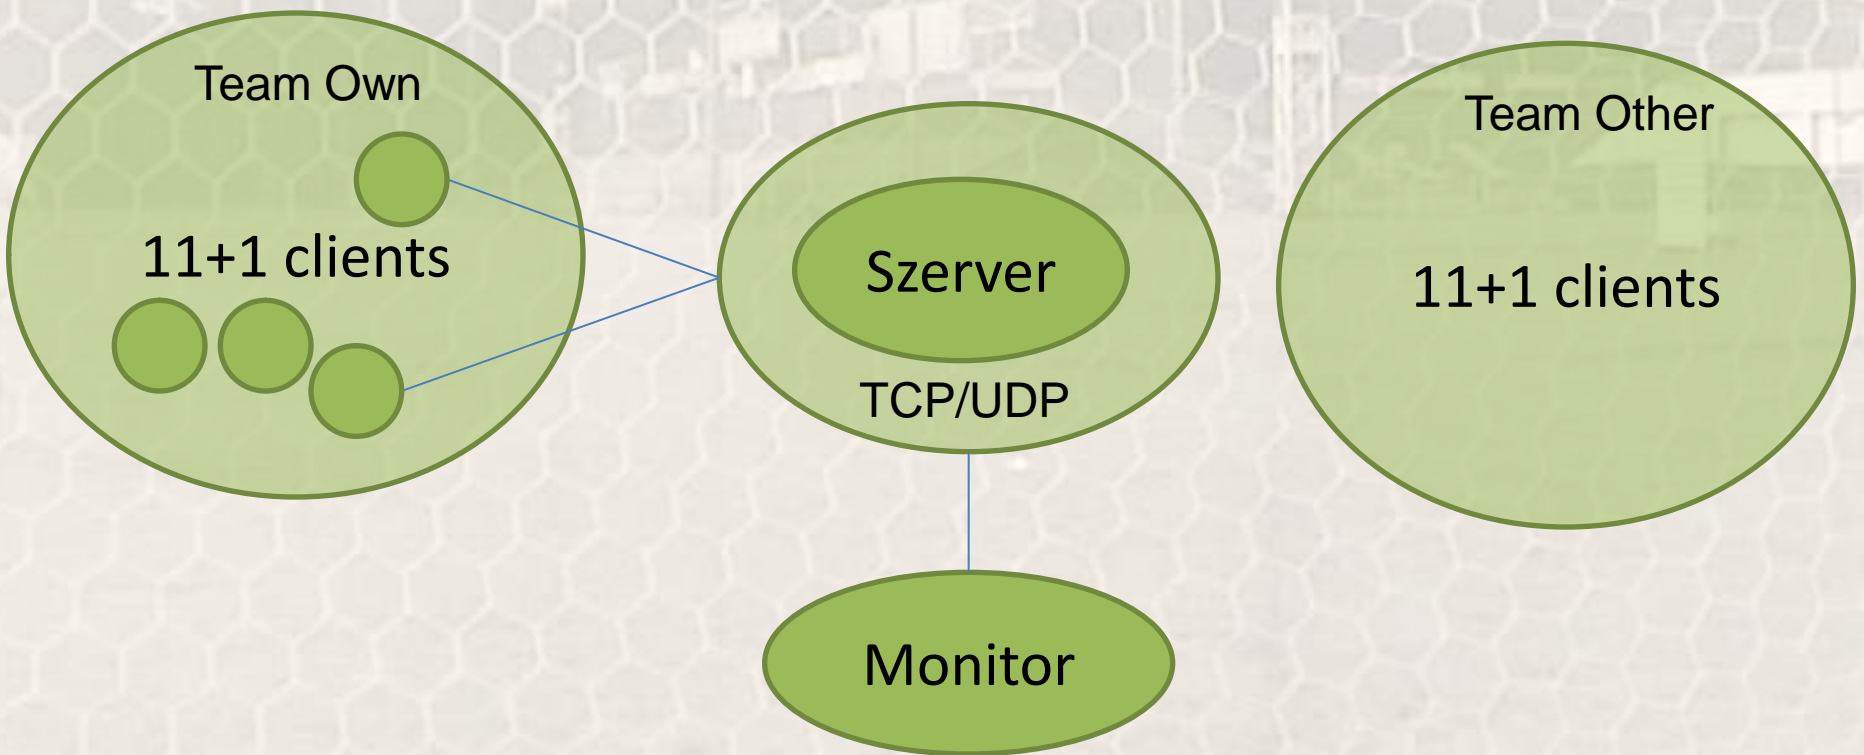 Team Own
11+1 clients
Szerver
TCP/UDP
Team Other
11+1 clients
Monitor